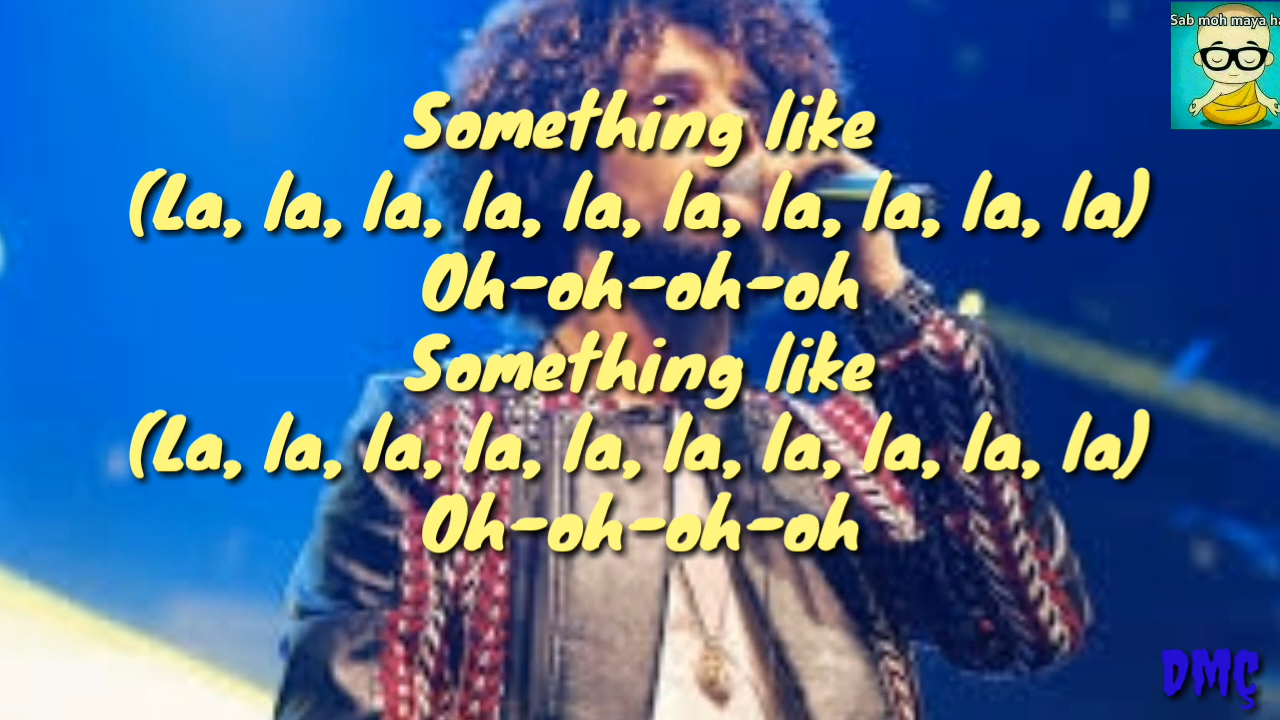 Sab moh maya ha
Something like
(La, la, la, la, la, la, la, la, la, la)
Oh-oh-oh-oh
Something like
(La, la, la, la, la, la, la, la, la, la)
Oh-oh-oh-oh
DMÇ